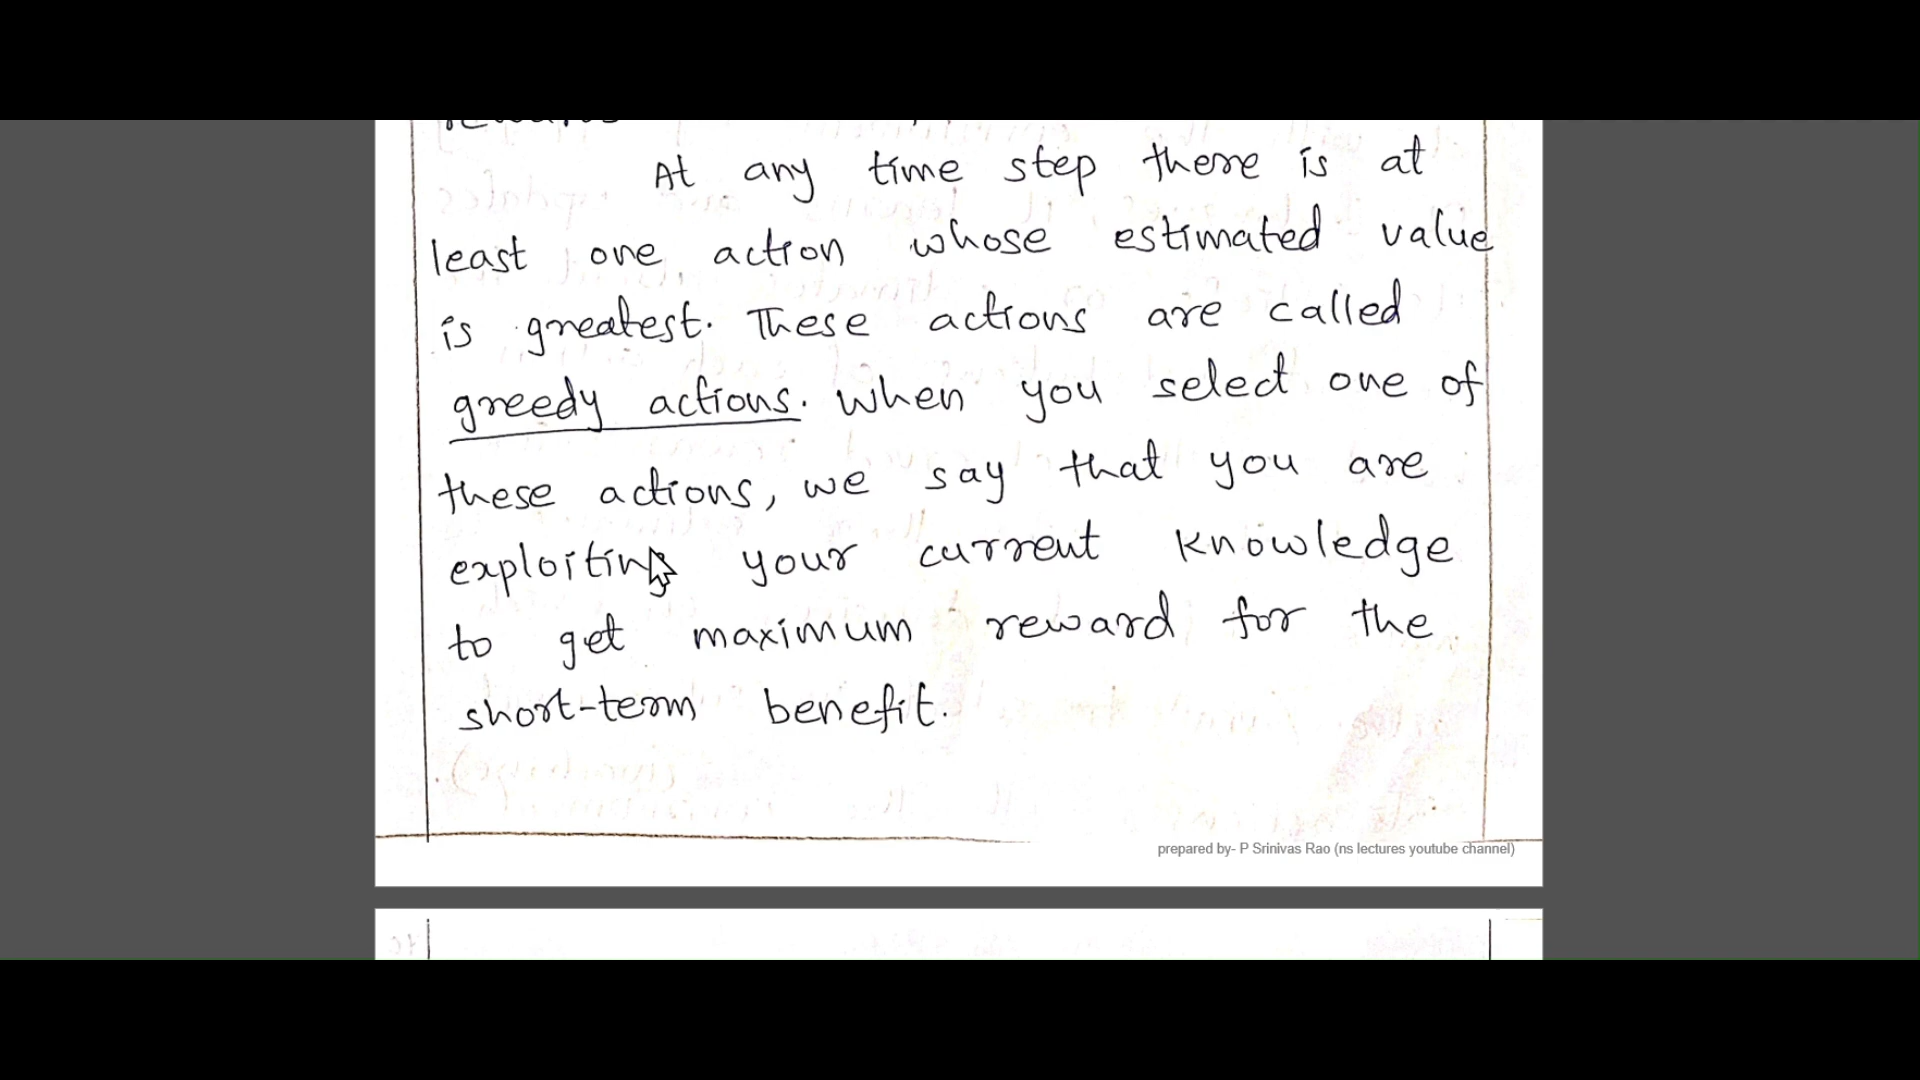 At any time step there is at
least one action whose estimated value
is greatest. These actions are called
greedy actions. When you select one of
these actions, we say that you are
exploiting your current knowledge
to get maximum reward for the
short-term benefit.
prepared by- P Srinivas Rao (ns lectures youtube channel)